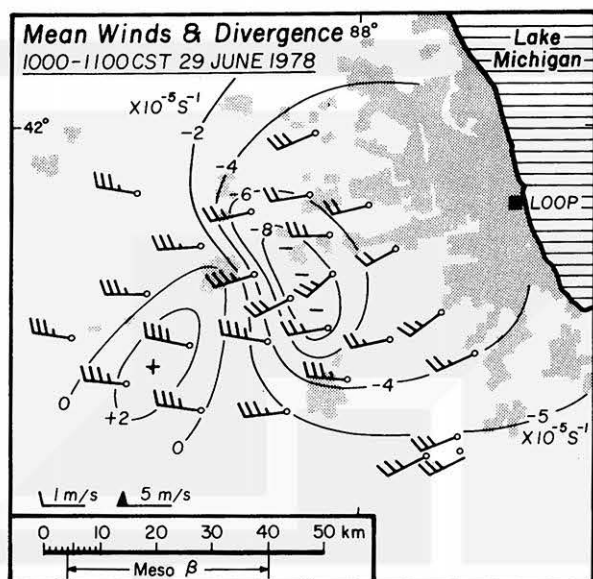 Mean Winds & Divergence
1000-1100 CST 29 JUNE 1978
88°
Lake
Michigan
X10⁻⁵S⁻¹
42°
-2
-4
-6-
-8-
LOOP
+
0
+2
0
-4
-5
X10⁻⁵S⁻¹
1 m/s
5 m/s
0 10 20 30 40 50 km
Meso β